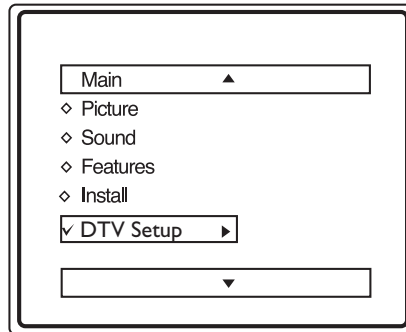 Main ▲
◇ Picture
◇ Sound
◇ Features
◇ Install
✓ DTV Setup ▶
▼